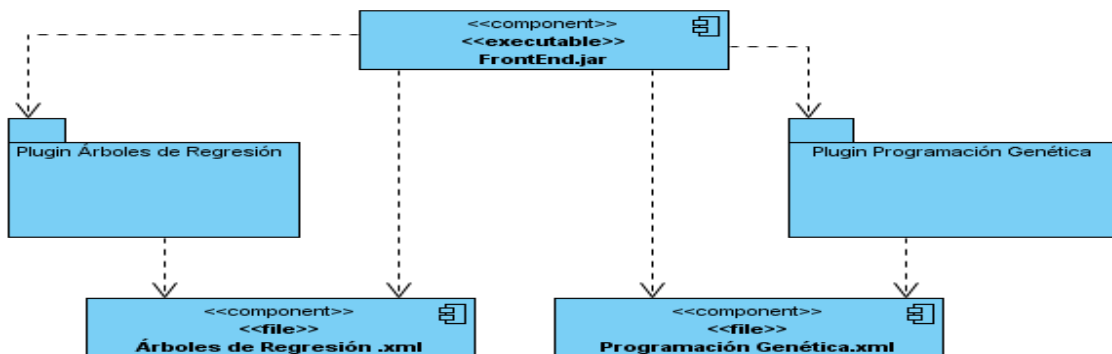 <<component>>
<<executable>>
FrontEnd.jar
Plugin Árboles de Regresión
Plugin Programación Genética
<<component>>
<<file>>
Árboles de Regresión .xml
<<component>>
<<file>>
Programación Genética.xml